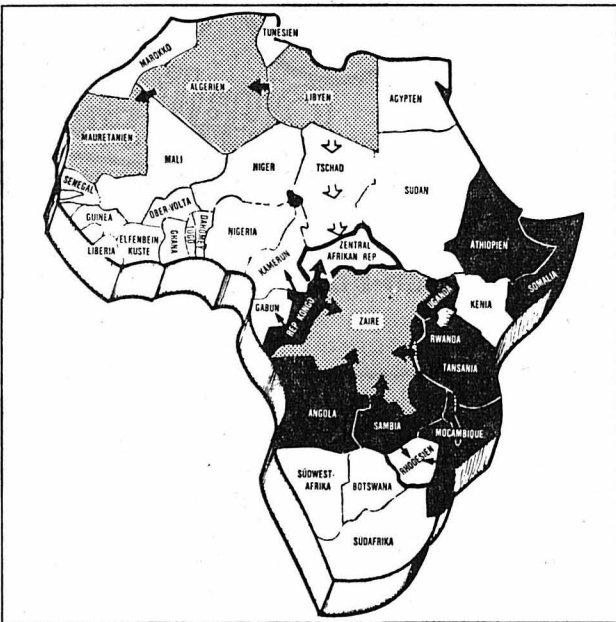 TUNESIEN
MAROKKO
ALGERIEN
LIBYEN
ÄGYPTEN
MAURETANIEN
MALI
NIGER
TSCHAD
SUDAN
SENEGAL
GUINEA
OBER-VOLTA
LIBERIA
ELFENBEIN
KÜSTE
GHANA
TOGO
DAHOMEY
NIGERIA
KAMERUN
ZENTRAL
AFRIKAN REP
ÄTHIOPIEN
SOMALIA
GABUN
REP. KONGO
ZAIRE
UGANDA
KENIA
RWANDA
TANSANIA
ANGOLA
SAMBIA
MOCAMBIQUE
RHODESIEN
SÜDWEST-
AFRIKA
BOTSWANA
SÜDAFRIKA